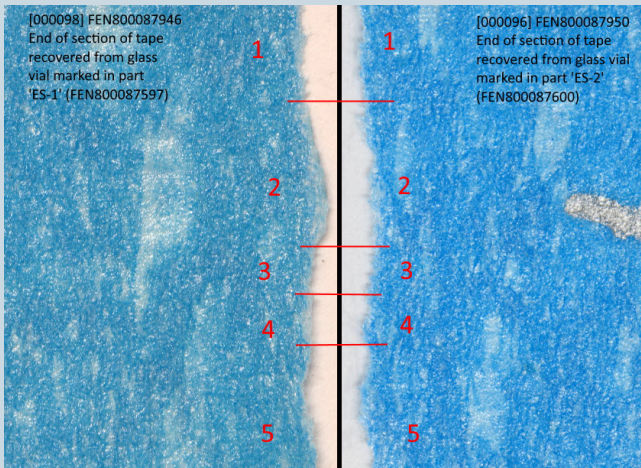 [000098] FEN800087946
End of section of tape
recovered from glass
vial marked in part
'ES-1' (FEN800087597)
[000096] FEN800087950
End of section of tape
recovered from glass vial
marked in part 'ES-2'
(FEN800087600)
1
1
2
2
3
3
4
4
5
5